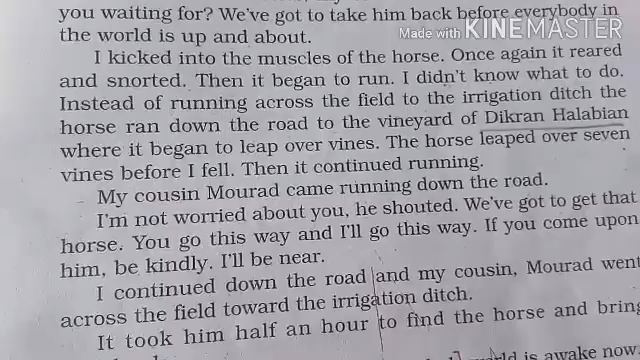 you waiting for? We've got to take him back before everybody in
the world is up and about.
Made with KINEMASTER
I kicked into the muscles of the horse. Once again it reared
and snorted. Then it began to run. I didn't know what to do.
Instead of running across the field to the irrigation ditch the
horse ran down the road to the vineyard of Dikran Halabian
where it began to leap over vines. The horse leaped over seven
vines before I fell. Then it continued running.
My cousin Mourad came running down the road.
I'm not worried about you, he shouted. We've got to get that
horse. You go this way and I'll go this way. If you come upon
him, be kindly. I'll be near.
I continued down the road and my cousin, Mourad went
across the field toward the irrigation ditch.
It took him half an hour to find the horse and bring
world is awake now.